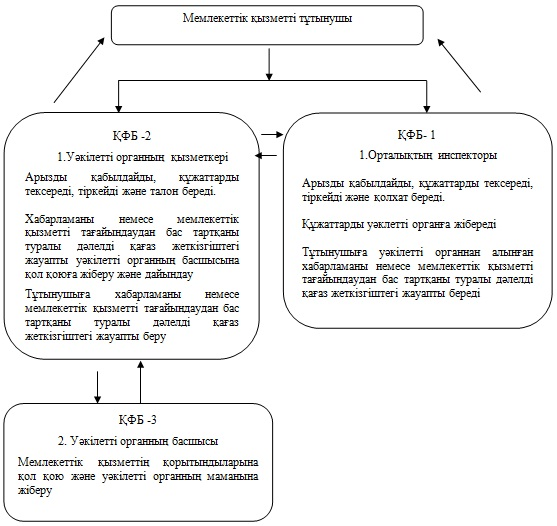 Мемлекеттік қызметті тұтынушы
ҚФБ -2
1.Уәкілетті органның қызметкері
Арызды қабылдайды, құжаттарды
тексереді, тіркейді және талон береді.
Хабарламаны немесе мемлекеттік
қызметті тағайындаудан бас тартқаны
туралы дәлелді қағаз жеткізгіштегі
жауапты уәкілетті органның басшысына
қол қоюға жіберу және дайындау
Тұтынушыға хабарламаны немесе
мемлекеттік қызметті тағайындаудан бас
тартқаны туралы дәлелді қағаз
жеткізгіштегі жауапты беру
ҚФБ- 1
1.Орталықтың инспекторы
Арызды қабылдайды, құжаттарды тексереді,
тіркейді және қолхат береді.
Құжаттарды уәклетті органға жібереді
Тұтынушыға уәкілетті органнан алынған
хабарламаны немесе мемлекеттік қызметті
тағайындаудан бас тартқаны туралы дәлелді
қағаз жеткізгіштегі жауапты береді
ҚФБ -3
2. Уәкілетті органның басшысы
Мемлекеттік қызметтің қорытындыларына
қол қою және уәкілетті органның маманына
жіберу